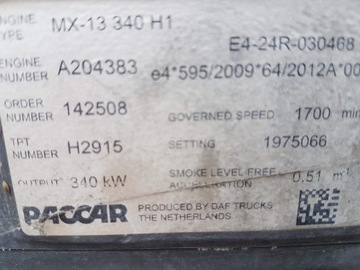 ENGINE TYPE MX-13 340 H1
E4-24R-030468
ENGINE NUMBER A204383 e4*595/2009*64/2012A*00
ORDER NUMBER 142508 GOVERNED SPEED 1700 min
TPT NUMBER H2915 SETTING 1975066
OUTPUT 340 kW SMOKE LEVEL FREE ACCELERATION 0.51 m
PACCAR PRODUCED BY DAF TRUCKS
THE NETHERLANDS